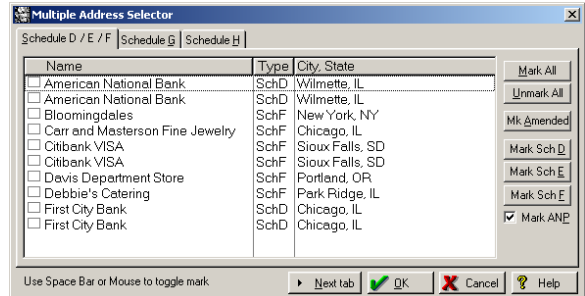 Multiple Address Selector
Schedule D / E / F Schedule G Schedule H
Name Type City, State
American National Bank SchD Wilmette, IL
American National Bank SchD Wilmette, IL
Bloomingdales SchF New York, NY
Carr and Masterson Fine Jewelry SchF Chicago, IL
Citibank VISA SchF Sioux Falls, SD
Citibank VISA SchF Sioux Falls, SD
Davis Department Store SchF Portland, OR
Debbie's Catering SchF Park Ridge, IL
First City Bank SchD Chicago, IL
First City Bank SchD Chicago, IL
Mark All
Unmark All
Mk Amended
Mark Sch D
Mark Sch E
Mark Sch F
Mark ANP
Use Space Bar or Mouse to toggle mark Next tab OK Cancel ? Help